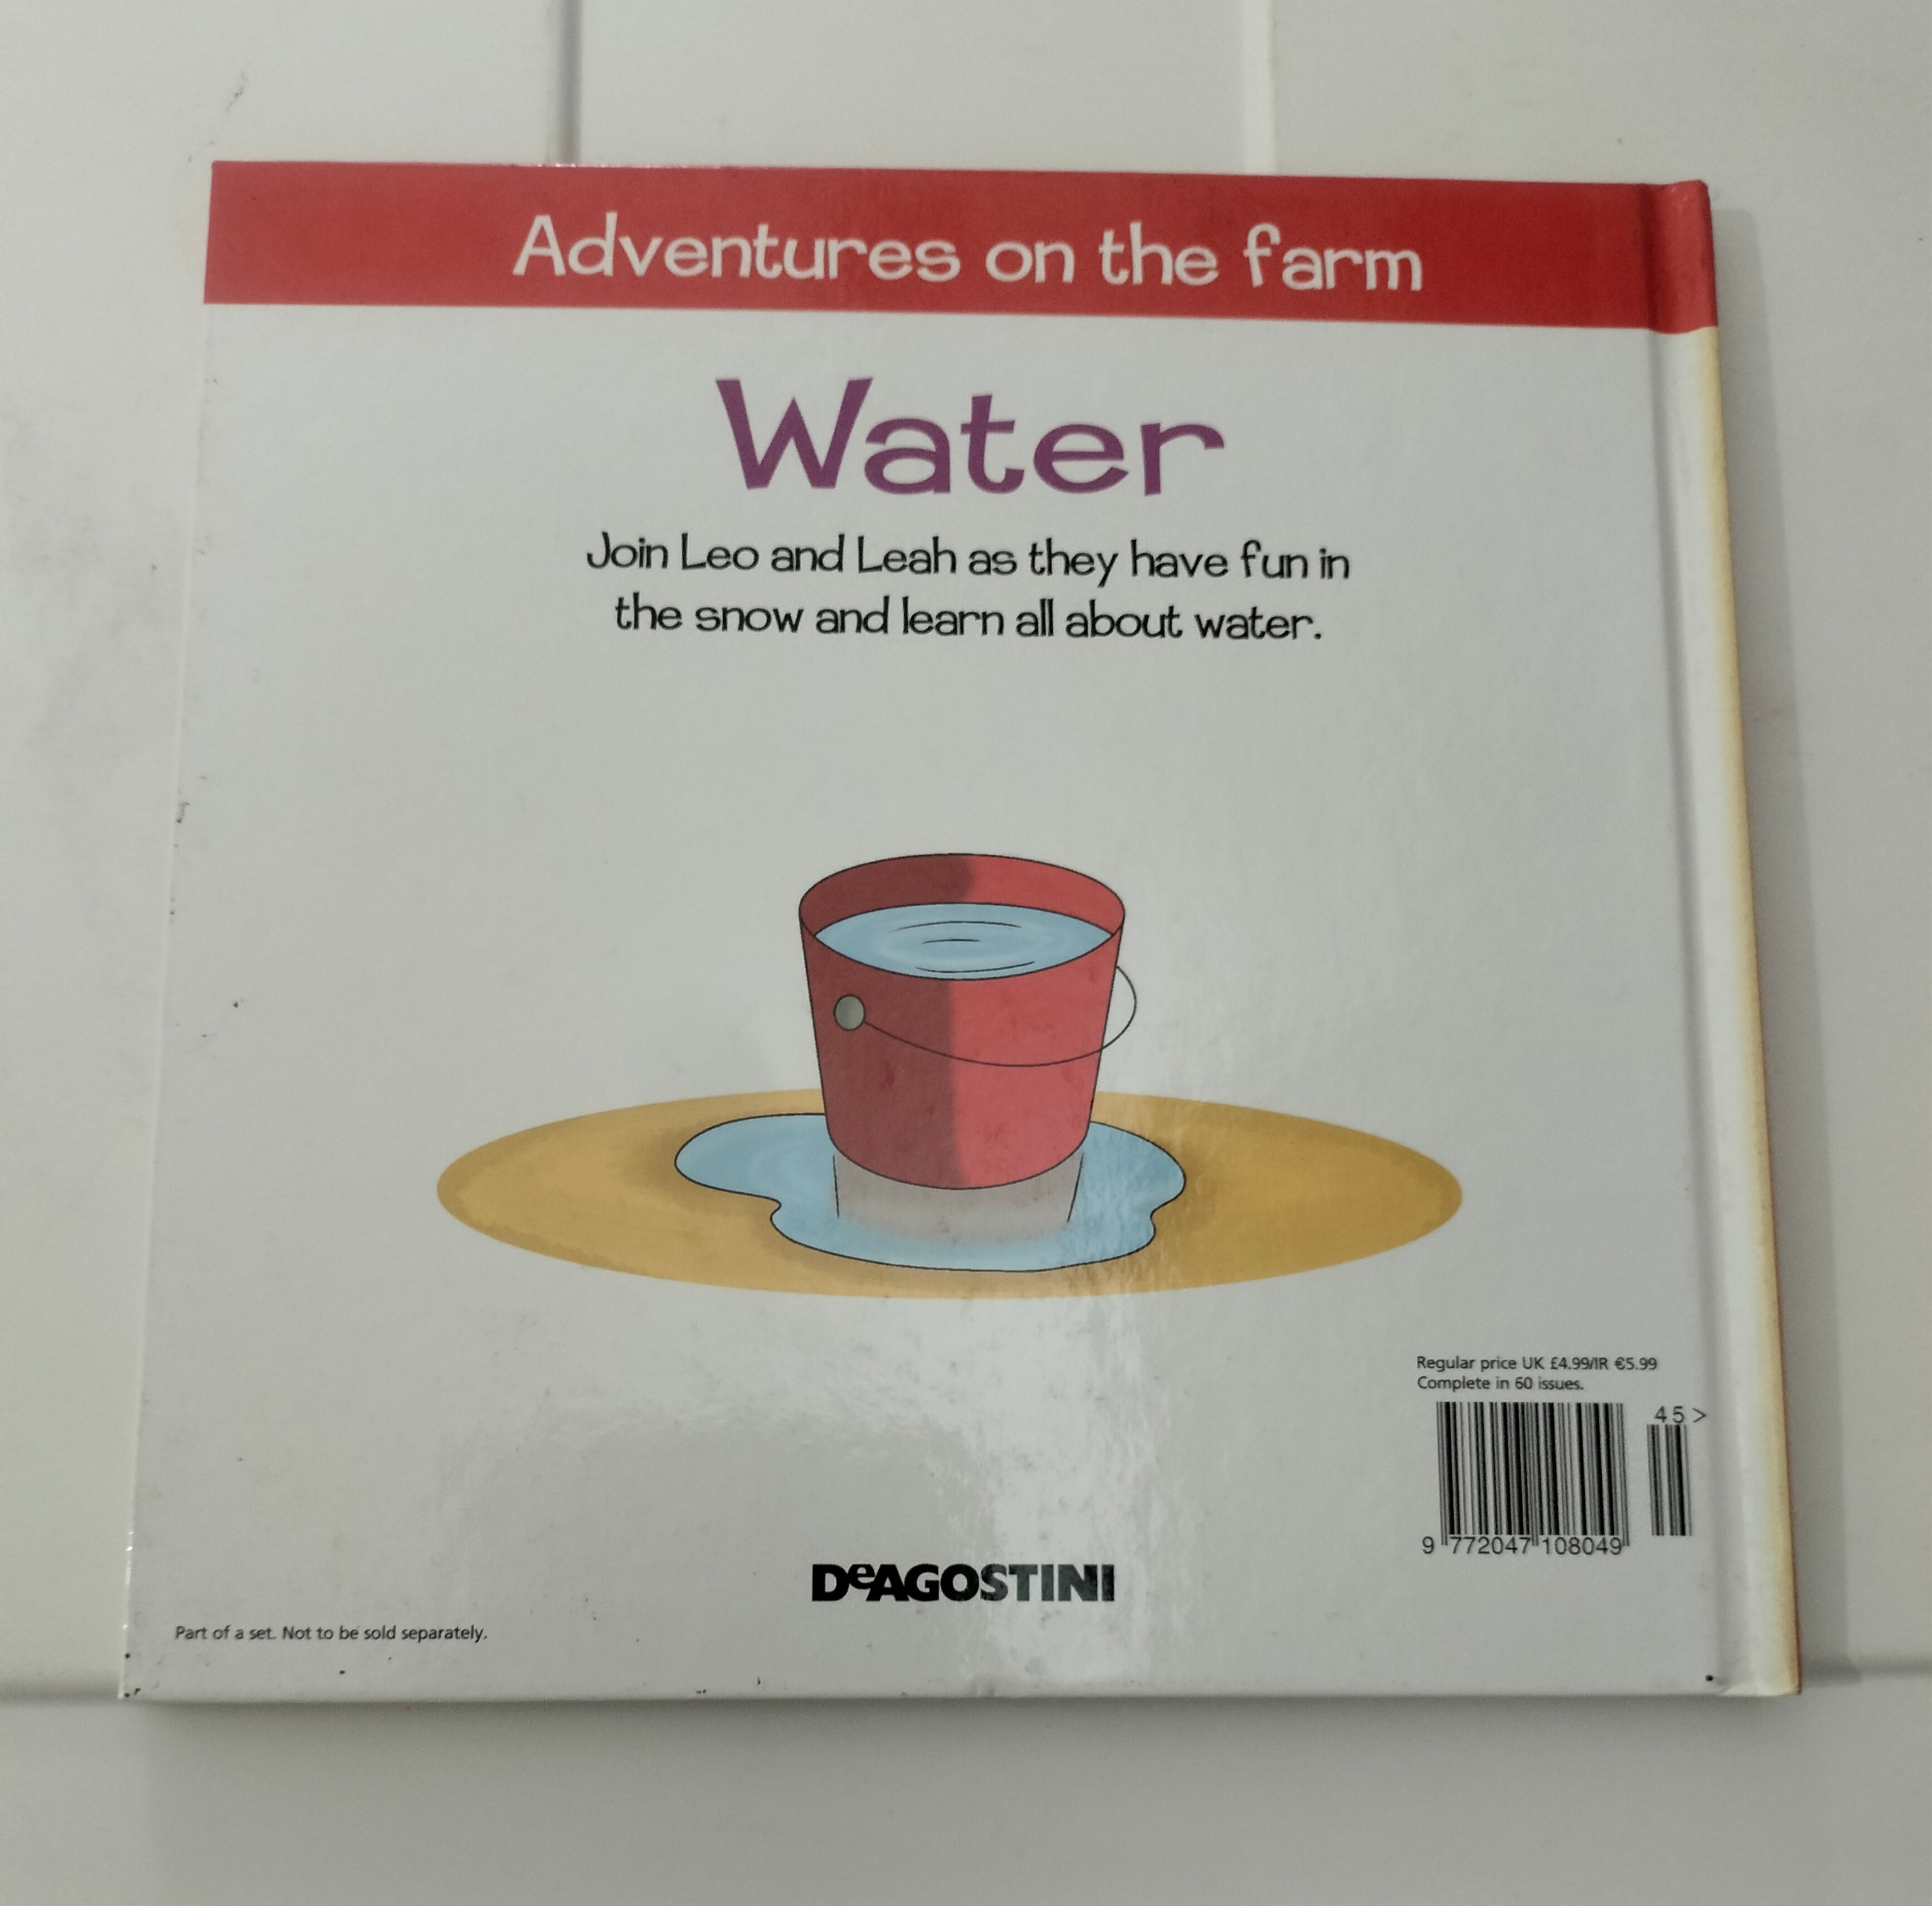 Adventures on the farm
Water
Join Leo and Leah as they have fun in
the snow and learn all about water.
Regular price UK £4.99/IR €5.99
Complete in 60 issues.
45>
9 772047 108049
DeAGOSTINI
Part of a set. Not to be sold separately.